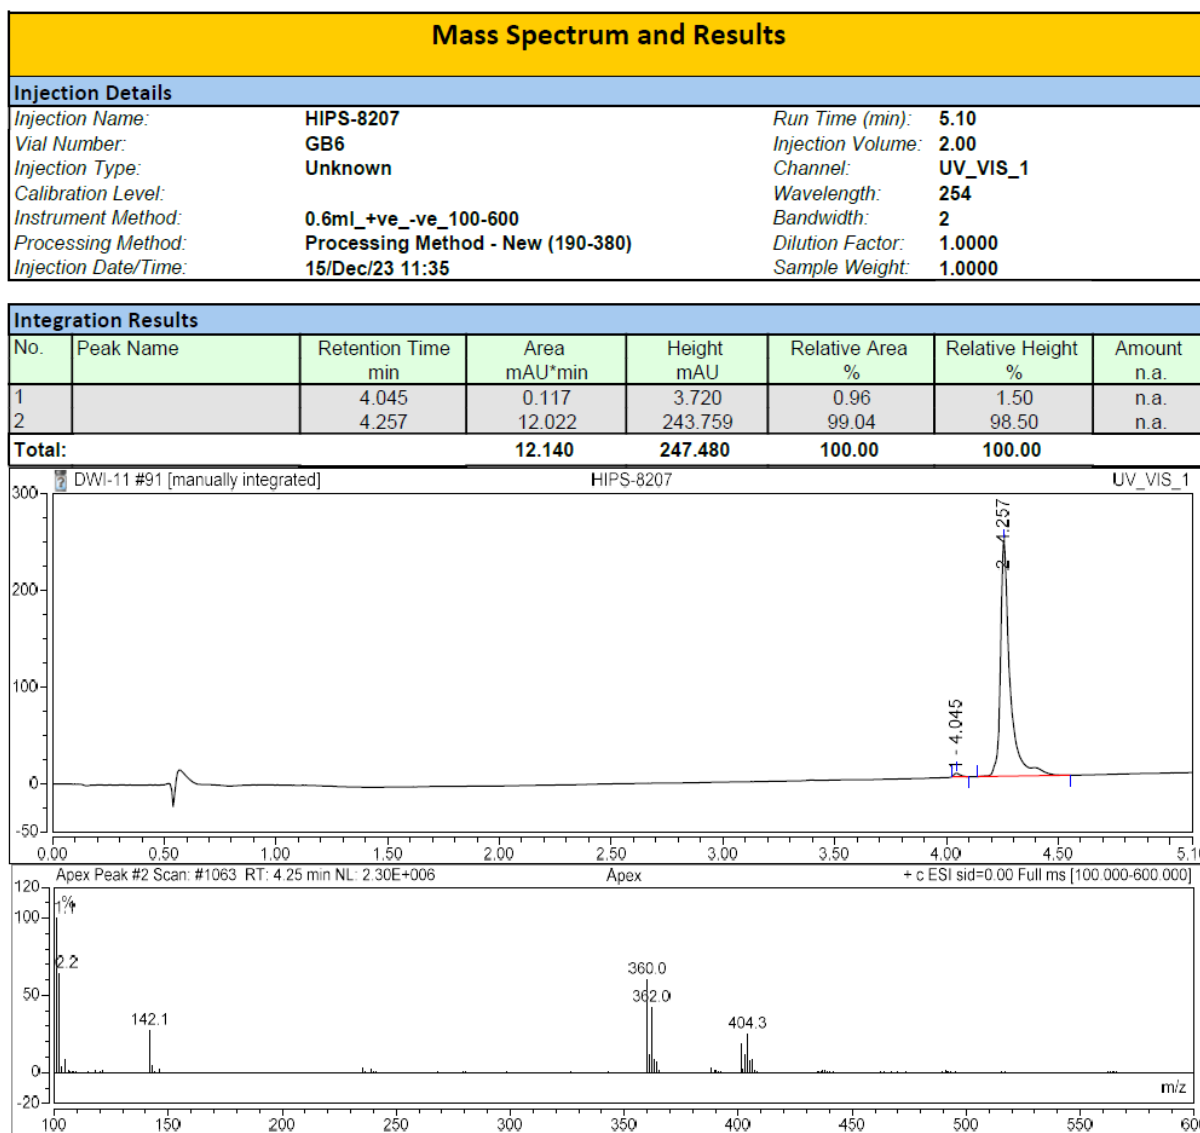 Mass Spectrum and Results
Injection Details
Injection Name: HIPS-8207 Run Time (min): 5.10
Vial Number: GB6 Injection Volume: 2.00
Injection Type: Unknown Channel: UV_VIS_1
Calibration Level: Wavelength: 254
Instrument Method: 0.6ml_+ve_-ve_100-600 Bandwidth: 2
Processing Method: Processing Method - New (190-380) Dilution Factor: 1.0000
Injection Date/Time: 15/Dec/23 11:35 Sample Weight: 1.0000
Integration Results
No. Peak Name Retention Time Area Height Relative Area Relative Height Amount
min mAU*min mAU % % n.a.
1 4.045 0.117 3.720 0.96 1.50 n.a.
2 4.257 12.022 243.759 99.04 98.50 n.a.
Total: 12.140 247.480 100.00 100.00
DWI-11 #91 [manually integrated] HIPS-8207 UV_VIS_1
300
200
100
0
-50
1 - 4.045
2 - 4.257
0.00 0.50 1.00 1.50 2.00 2.50 3.00 3.50 4.00 4.50 5.10
Apex Peak #2 Scan: #1063 RT: 4.25 min NL: 2.30E+006 Apex + c ESI sid=0.00 Full ms [100.000-600.000]
120
100
50
0
-20
%
2.2
142.1
360.0
362.0
404.3
m/z
100 150 200 250 300 350 400 450 500 550 600